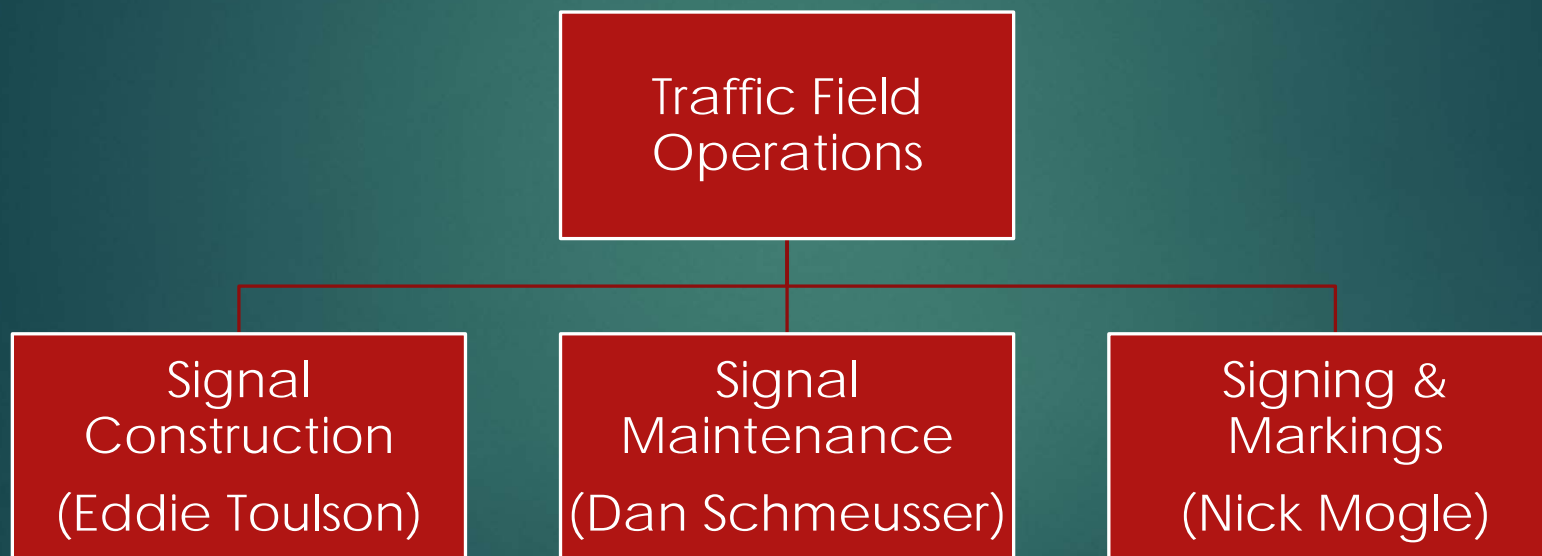 Traffic Field
Operations
Signal
Construction
(Eddie Toulson)
Signal
Maintenance
(Dan Schmeusser)
Signing &
Markings
(Nick Mogle)